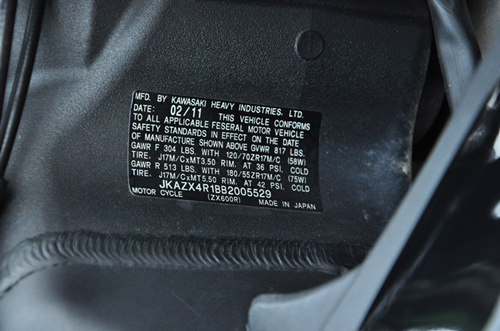 MFD. BY KAWASAKI HEAVY INDUSTRIES, LTD.
DATE: 02/11 THIS VEHICLE CONFORMS
TO ALL APPLICABLE FEDERAL MOTOR VEHICLE
SAFETY STANDARDS IN EFFECT ON THE DATE
OF MANUFACTURE SHOWN ABOVE GVWR 817 LBS.
GAWR F 304 LBS. WITH 120/70ZR17M/C (58W)
TIRE. J17M/CxMT3.50 RIM. AT 36 PSI. COLD
GAWR R 513 LBS. WITH 180/55ZR17M/C (75W)
TIRE. J17M/CxMT5.50 RIM. AT 42 PSI. COLD
JKAZX4R1BB2005529
MOTOR CYCLE (ZX600R) MADE IN JAPAN